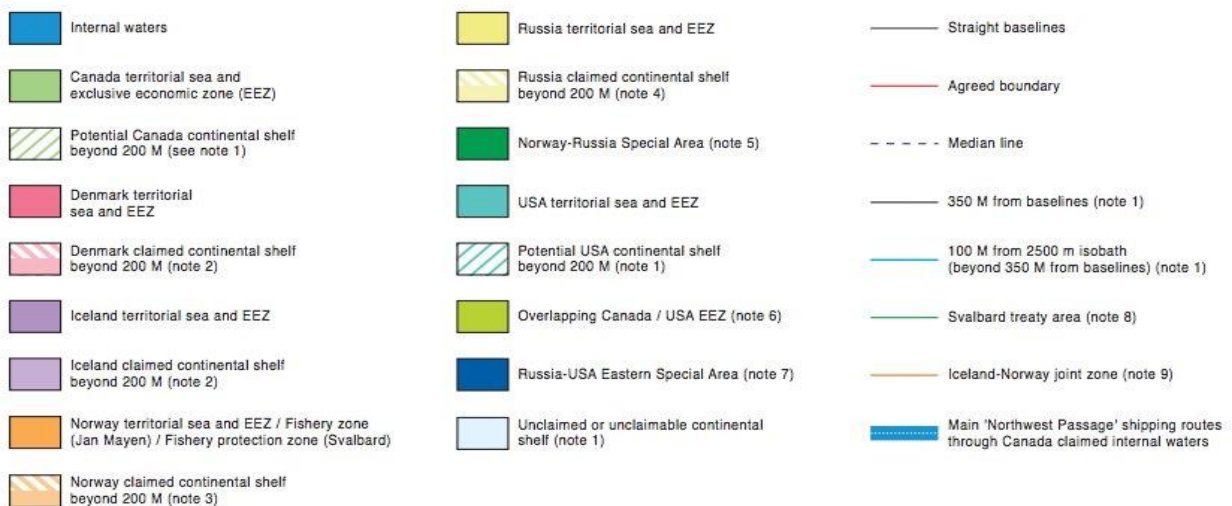 Internal waters
Canada territorial sea and
exclusive economic zone (EEZ)
Potential Canada continental shelf
beyond 200 M (see note 1)
Denmark territorial
sea and EEZ
Denmark claimed continental shelf
beyond 200 M (note 2)
Iceland territorial sea and EEZ
Iceland claimed continental shelf
beyond 200 M (note 2)
Norway territorial sea and EEZ / Fishery zone
(Jan Mayen) / Fishery protection zone (Svalbard)
Norway claimed continental shelf
beyond 200 M (note 3)
Russia territorial sea and EEZ
Russia claimed continental shelf
beyond 200 M (note 4)
Norway-Russia Special Area (note 5)
USA territorial sea and EEZ
Potential USA continental shelf
beyond 200 M (note 1)
Overlapping Canada / USA EEZ (note 6)
Russia-USA Eastern Special Area (note 7)
Unclaimed or unclaimable continental
shelf (note 1)
Straight baselines
Agreed boundary
Median line
350 M from baselines (note 1)
100 M from 2500 m isobath
(beyond 350 M from baselines) (note 1)
Svalbard treaty area (note 8)
Iceland-Norway joint zone (note 9)
Main 'Northwest Passage' shipping routes
through Canada claimed internal waters